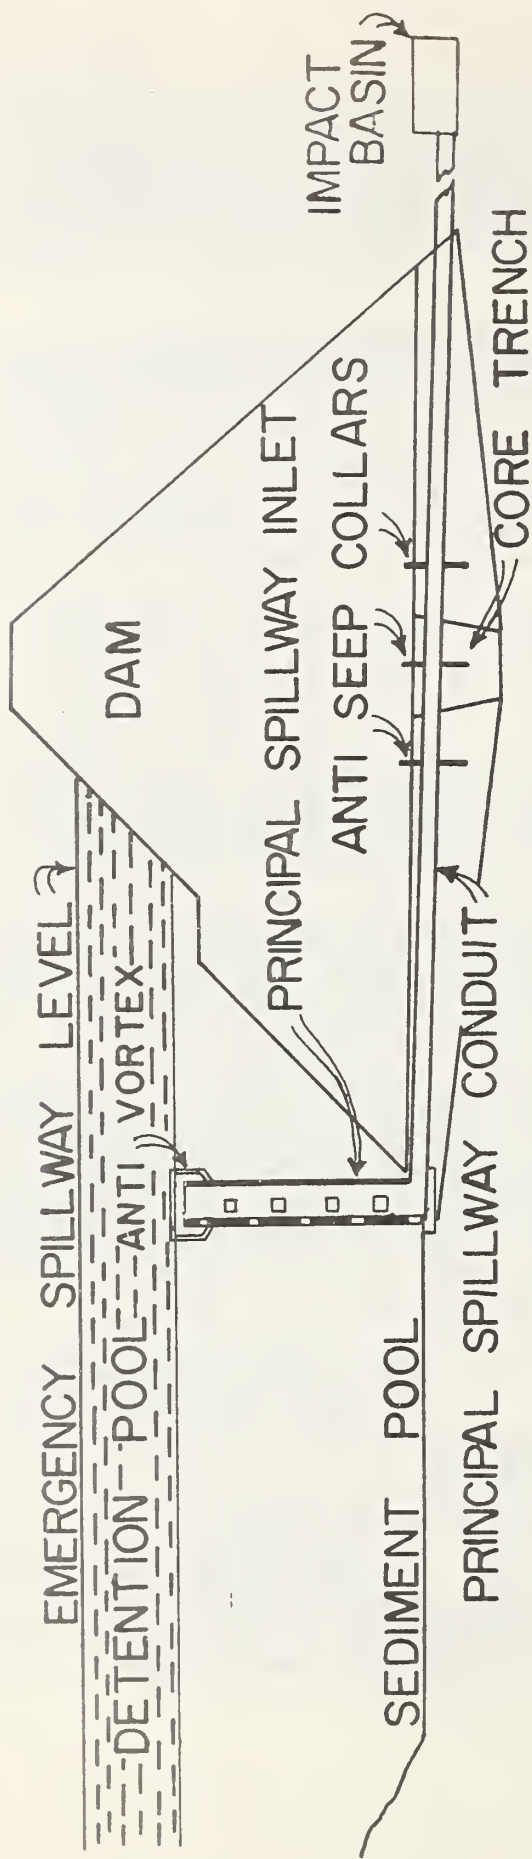 EMERGENCY SPILLWAY LEVEL
DETENTION POOL
ANTI VORTEX
DAM
PRINCIPAL SPILLWAY INLET
ANTI SEEP COLLARS
IMPACT
BASIN
SEDIMENT POOL
PRINCIPAL SPILLWAY CONDUIT
CORE TRENCH